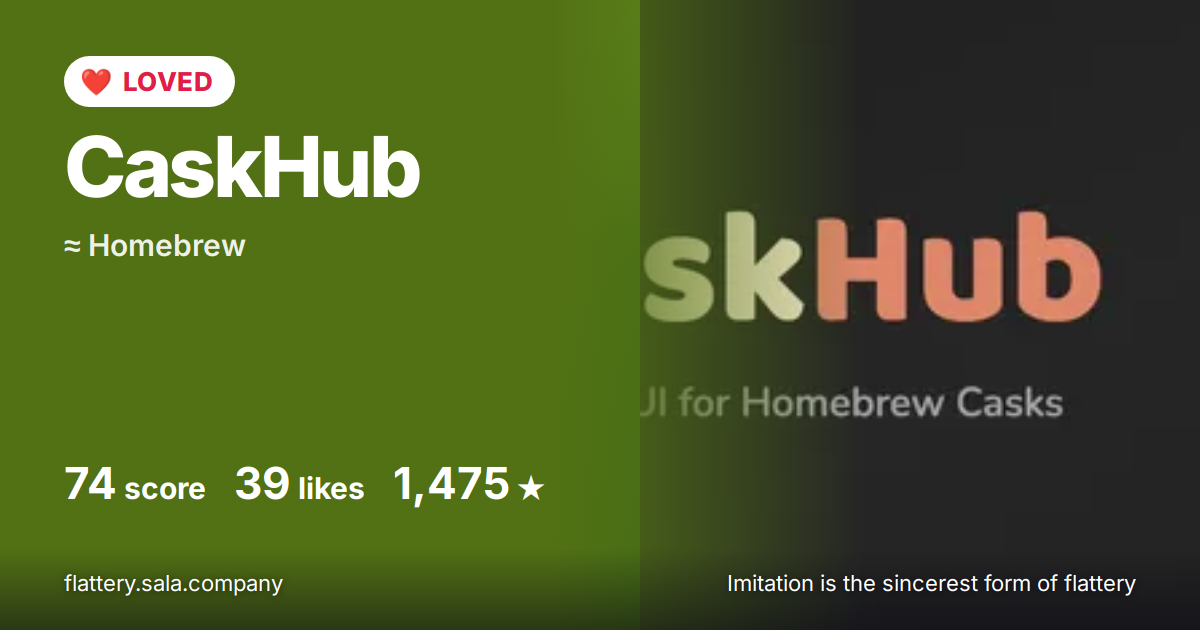 ❤️ LOVED
CaskHub
≈ Homebrew
skHub
UI for Homebrew Casks
74 score 39 likes 1,475 ★
flattery.sala.company
Imitation is the sincerest form of flattery